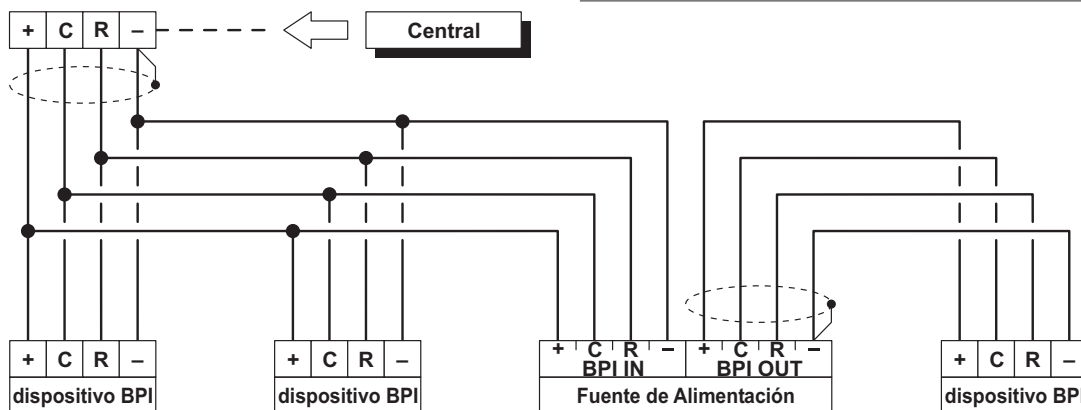 + C R – Central
+ C R – + C R – + C R – + C R – + C R –
BPI IN BPI OUT
dispositivo BPI dispositivo BPI Fuente de Alimentación dispositivo BPI